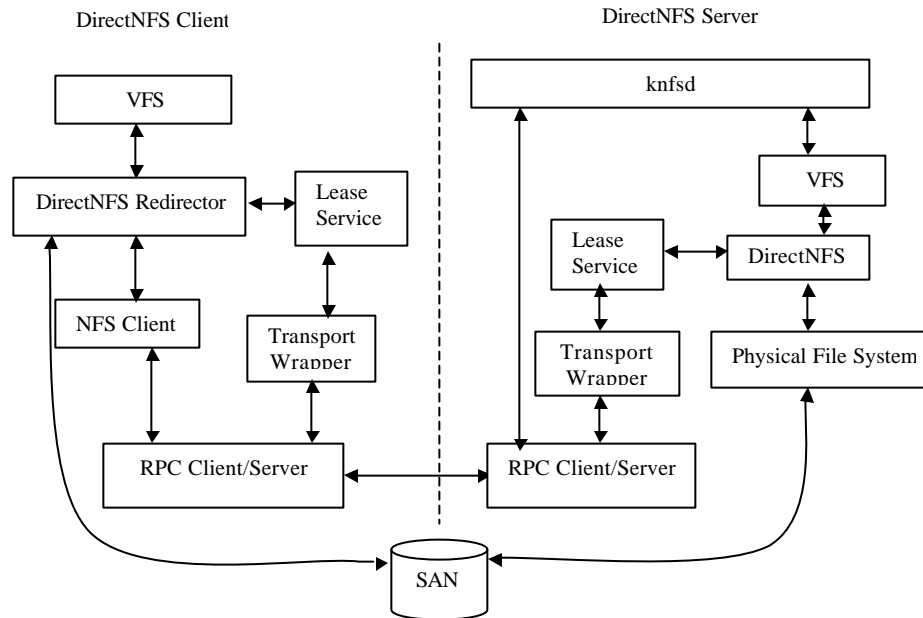 DirectNFS Client
DirectNFS Server
knfsd
VFS
VFS
DirectNFS Redirector
Lease
Service
Lease
Service
DirectNFS
NFS Client
Transport
Wrapper
Transport
Wrapper
Physical File System
RPC Client/Server
RPC Client/Server
SAN